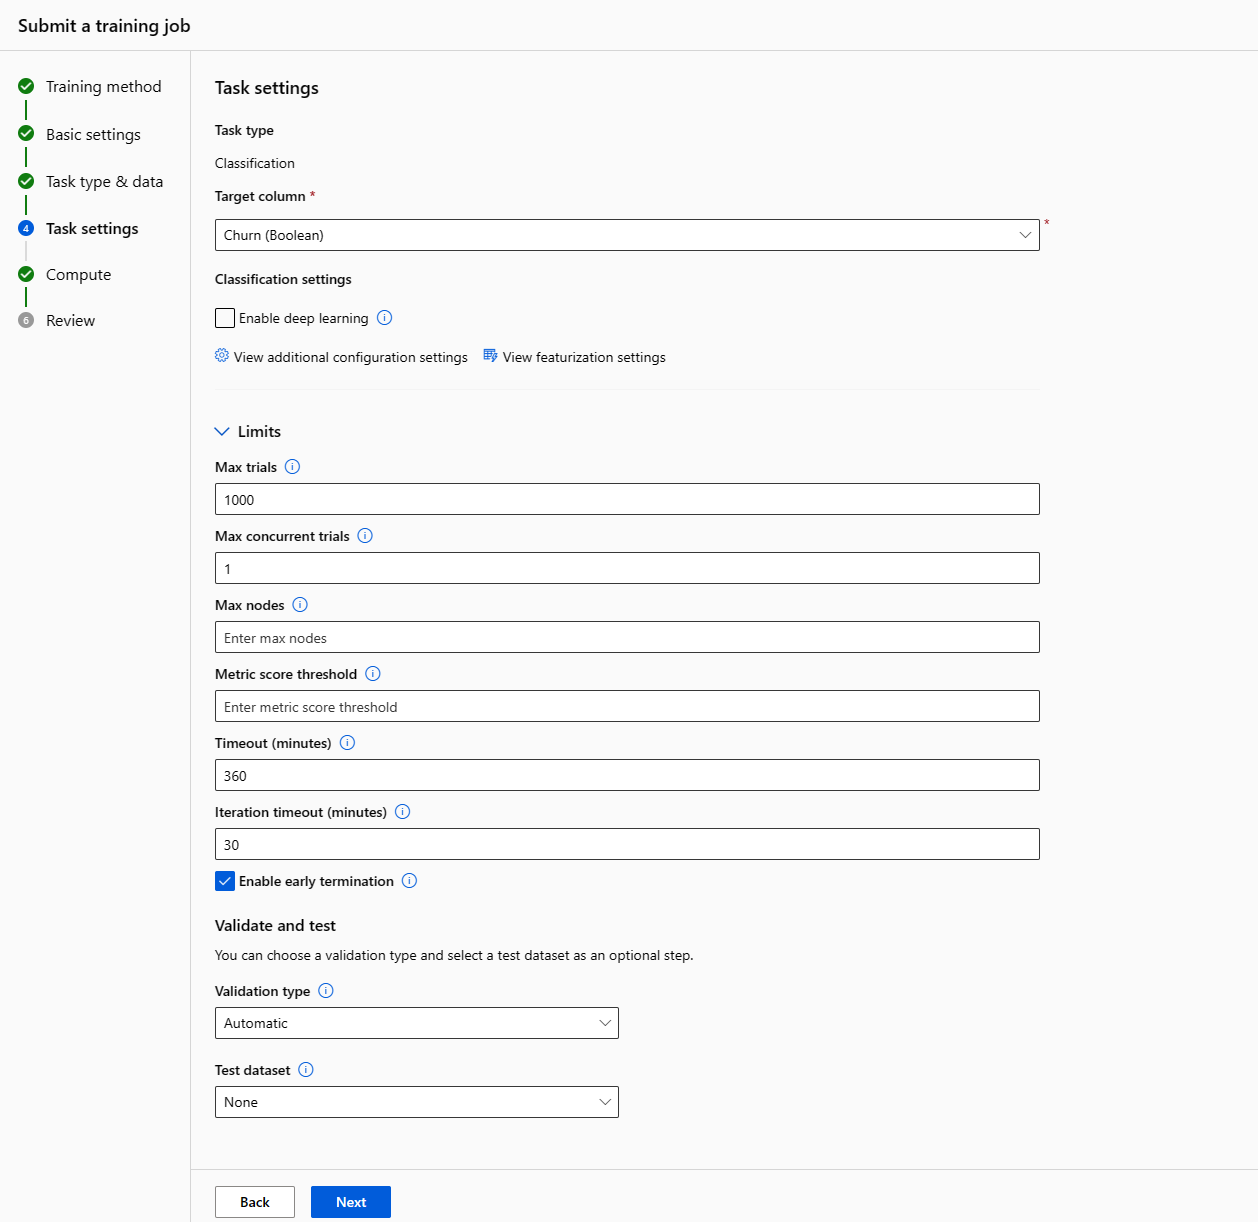 Submit a training job
Training method
Basic settings
Task type & data
4 Task settings
Compute
6 Review
Task settings
Task type
Classification
Target column *
Churn (Boolean) *
Classification settings
Enable deep learning
View additional configuration settings View featurization settings
Limits
Max trials
1000
Max concurrent trials
1
Max nodes
Enter max nodes
Metric score threshold
Enter metric score threshold
Timeout (minutes)
360
Iteration timeout (minutes)
30
Enable early termination
Validate and test
You can choose a validation type and select a test dataset as an optional step.
Validation type
Automatic
Test dataset
None
Back Next